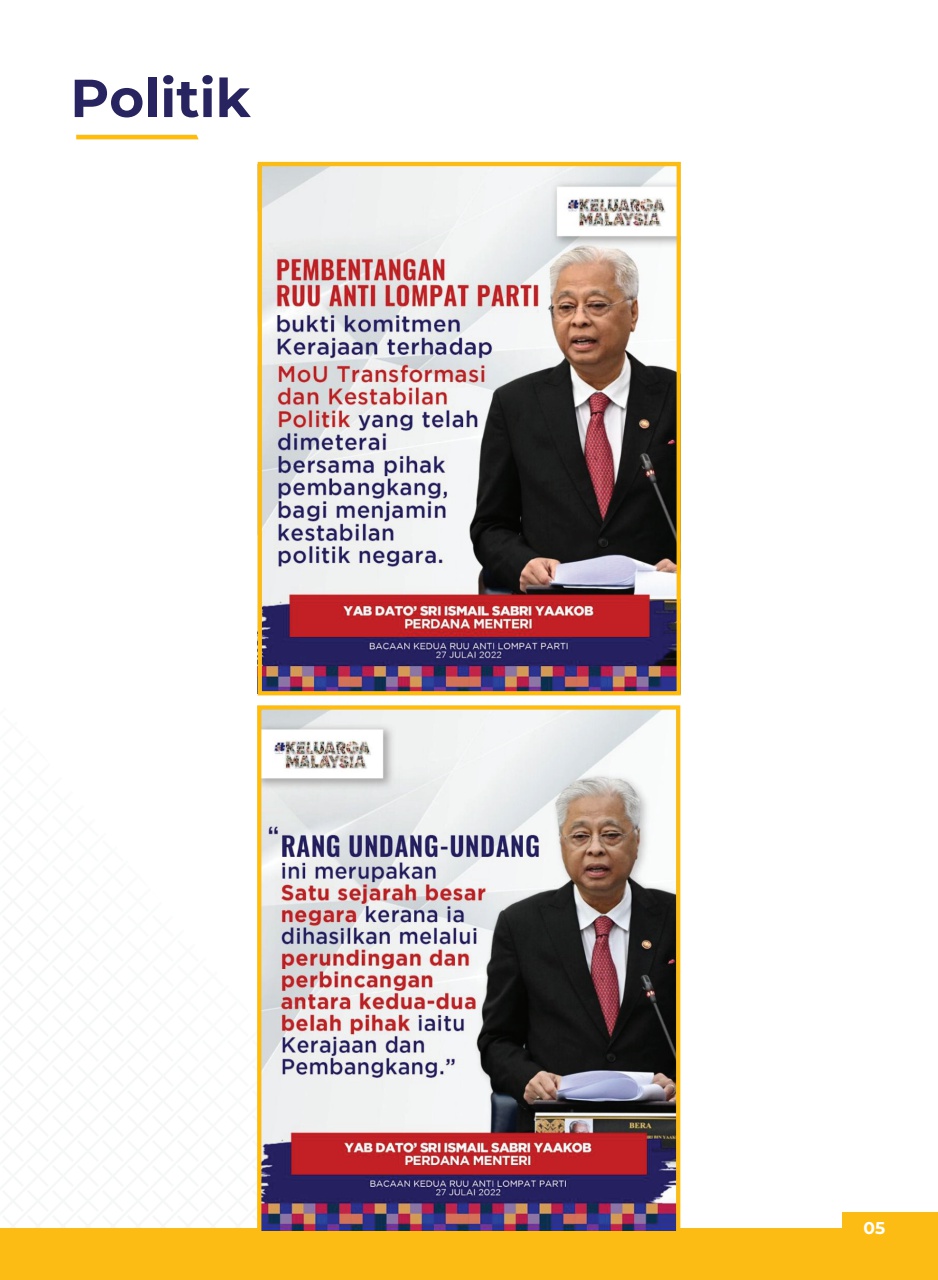 Politik
#KELUARGA
MALAYSIA
PEMBENTANGAN
RUU ANTI LOMPAT PARTI
bukti komitmen
Kerajaan terhadap
MoU Transformasi
dan Kestabilan
Politik yang telah
dimeterai
bersama pihak
pembangkang,
bagi menjamin
kestabilan
politik negara.
YAB DATO' SRI ISMAIL SABRI YAAKOB
PERDANA MENTERI
BACAAN KEDUA RUU ANTI LOMPAT PARTI
27 JULAI 2022
#KELUARGA
MALAYSIA
“RANG UNDANG-UNDANG
ini merupakan
Satu sejarah besar
negara kerana ia
dihasilkan melalui
perundingan dan
perbincangan
antara kedua-dua
belah pihak iaitu
Kerajaan dan
Pembangkang.”
BERA
YAB DATO' SRI ISMAIL SABRI YAAKOB
PERDANA MENTERI
BACAAN KEDUA RUU ANTI LOMPAT PARTI
27 JULAI 2022
05